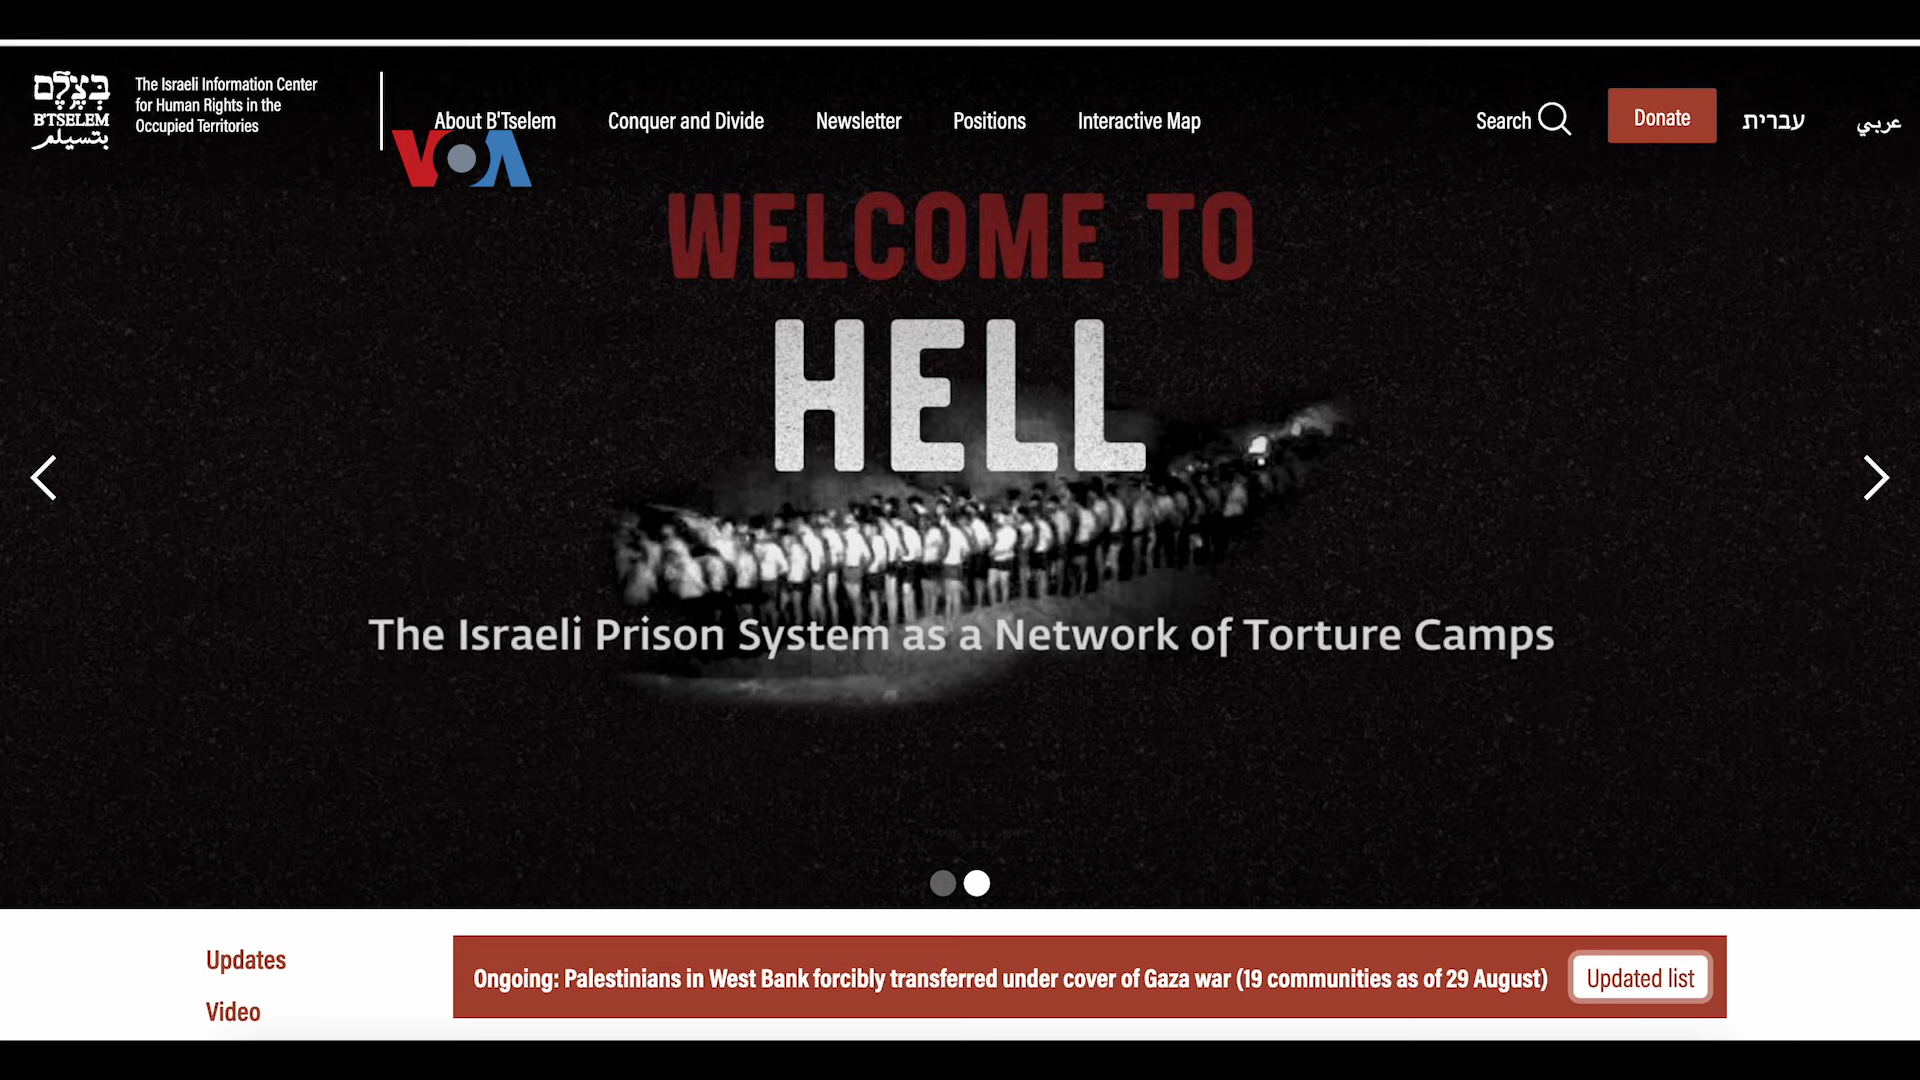 בְּצֶלֶם
B'TSELEM
بتسيلم
The Israeli Information Center
for Human Rights in the
Occupied Territories
About B'Tselem
Conquer and Divide
Newsletter
Positions
Interactive Map
Search
Donate
עברית
عربي
VOA
WELCOME TO
HELL
The Israeli Prison System as a Network of Torture Camps
Updates
Video
Ongoing: Palestinians in West Bank forcibly transferred under cover of Gaza war (19 communities as of 29 August)
Updated list